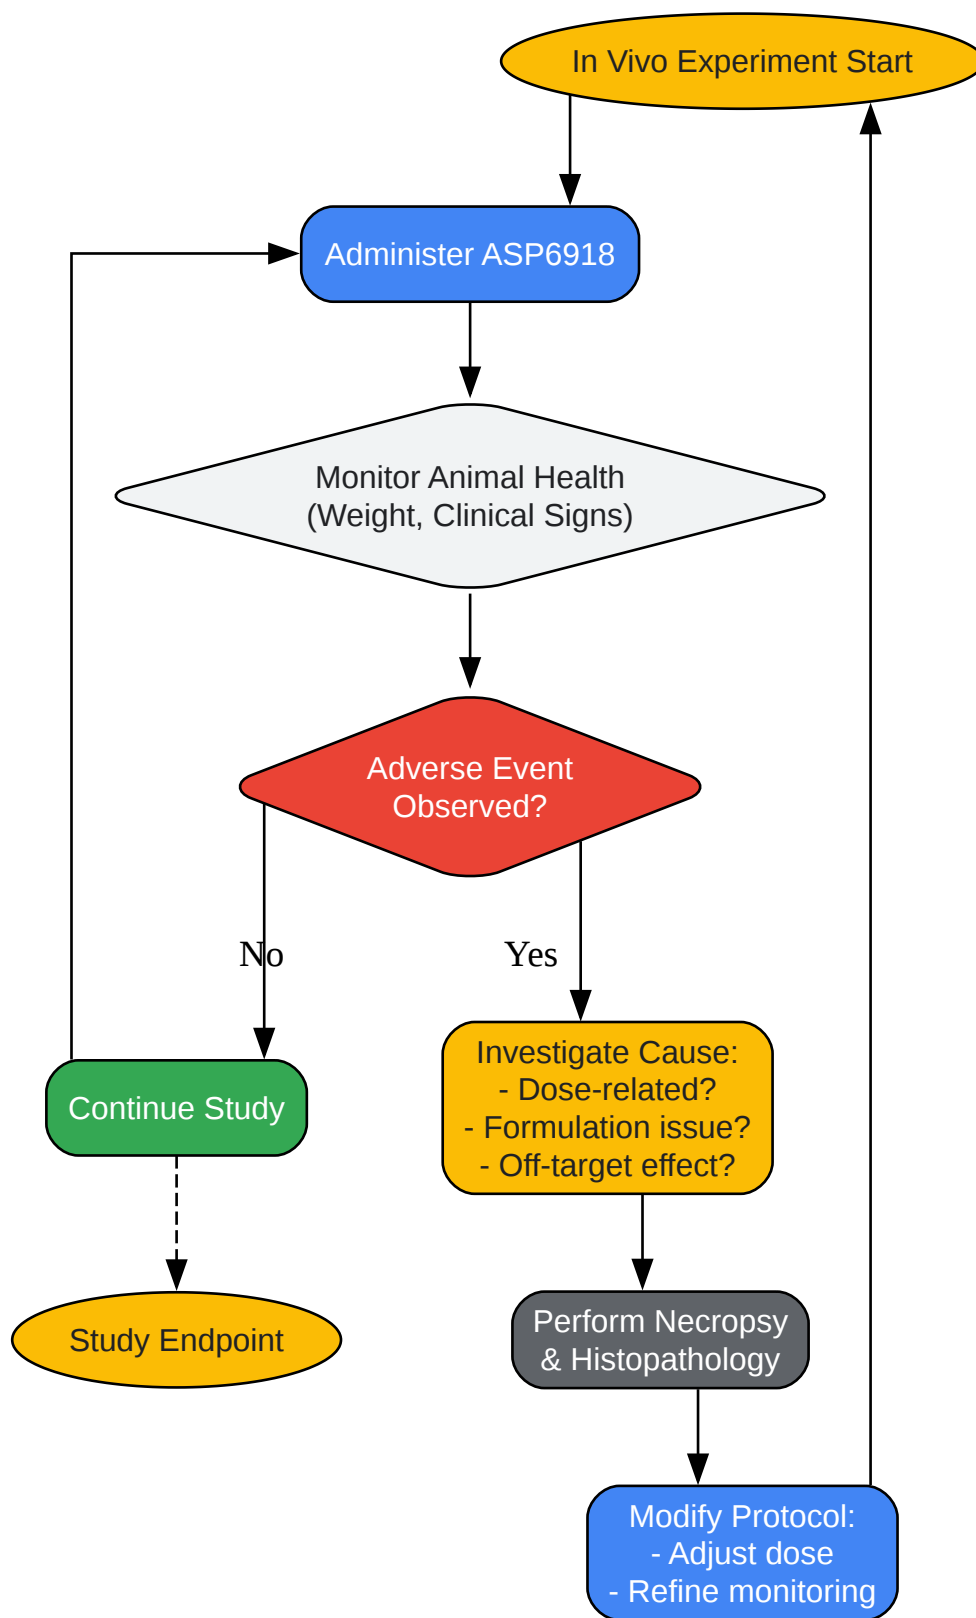 In Vivo Experiment Start
Administer ASP6918
Monitor Animal Health
(Weight, Clinical Signs)
Adverse Event
Observed?
No
Yes
Continue Study
Investigate Cause:
- Dose-related?
- Formulation issue?
- Off-target effect?
Study Endpoint
Perform Necropsy
& Histopathology
Modify Protocol:
- Adjust dose
- Refine monitoring